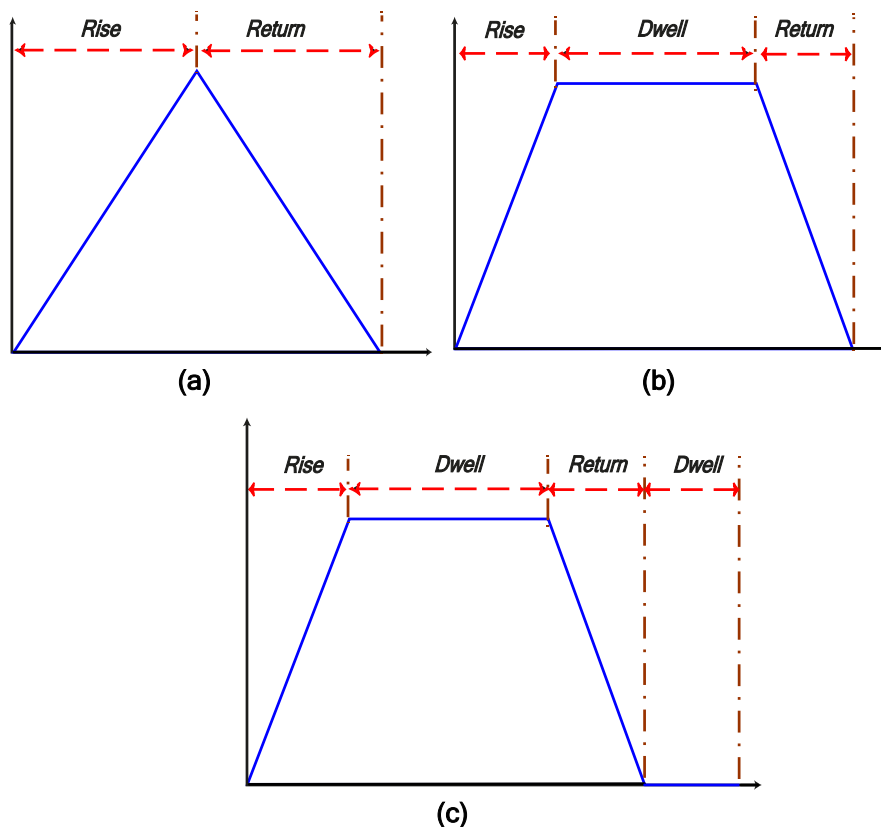 Rise Return
Rise Dwell Return
(a)
(b)
Rise Dwell Return Dwell
(c)